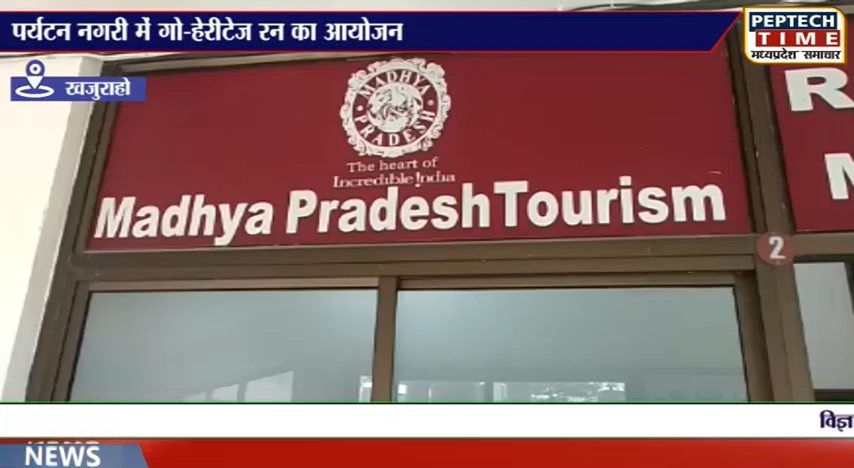 पर्यटन नगरी में गो-हेरीटेज रन का आयोजन
PEPTECH
TIME
मध्यप्रदेश समाचार
खजुराहो
MADHYA
PRADESH
The heart of
Incredible !ndia
Madhya Pradesh Tourism
R
M
2
विज्ञ
NEWS